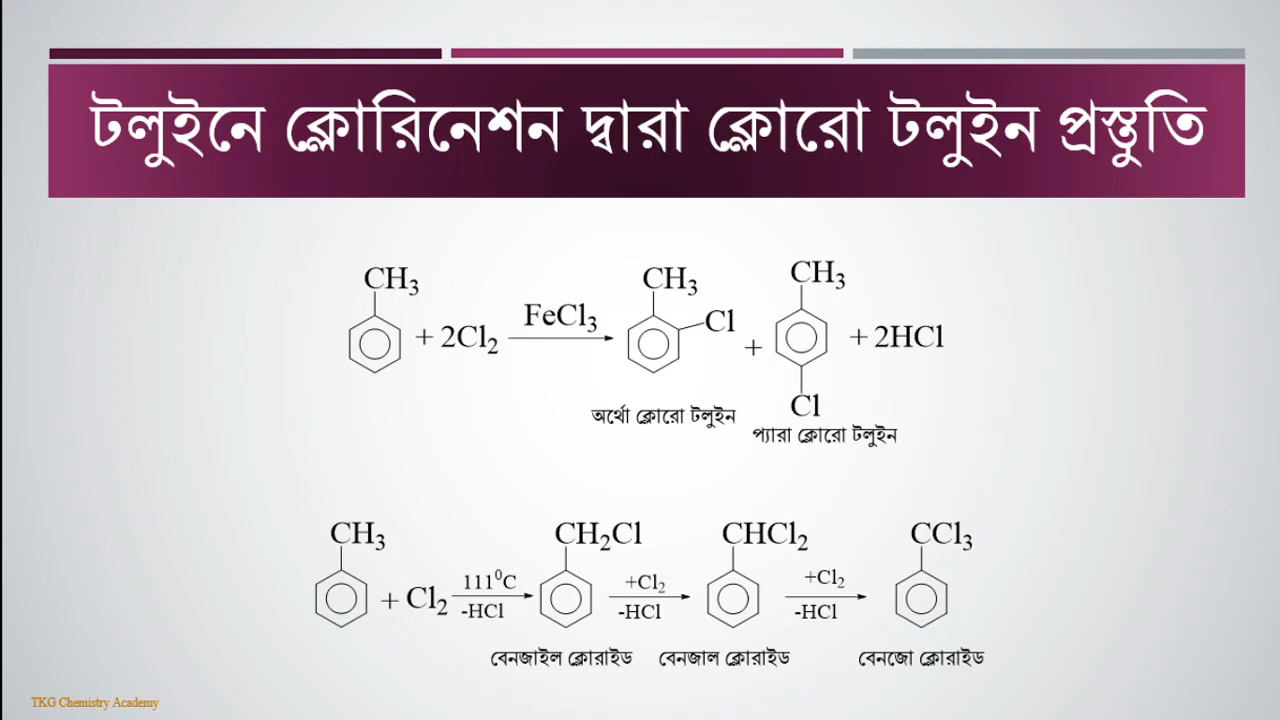 টলুইনে ক্লোরিনেশন দ্বারা ক্লোরো টলুইন প্রস্তুতি
CH₃ + 2Cl₂ FeCl₃ CH₃ Cl + CH₃ Cl + 2HCl
অর্থো ক্লোরো টলুইন
প্যারা ক্লোরো টলুইন
CH₃ + Cl₂ 111⁰C -HCl CH₂Cl +Cl₂ -HCl CHCl₂ +Cl₂ -HCl CCl₃
বেনজাইল ক্লোরাইড বেনজাল ক্লোরাইড বেনজো ক্লোরাইড
TKG Chemistry Academy